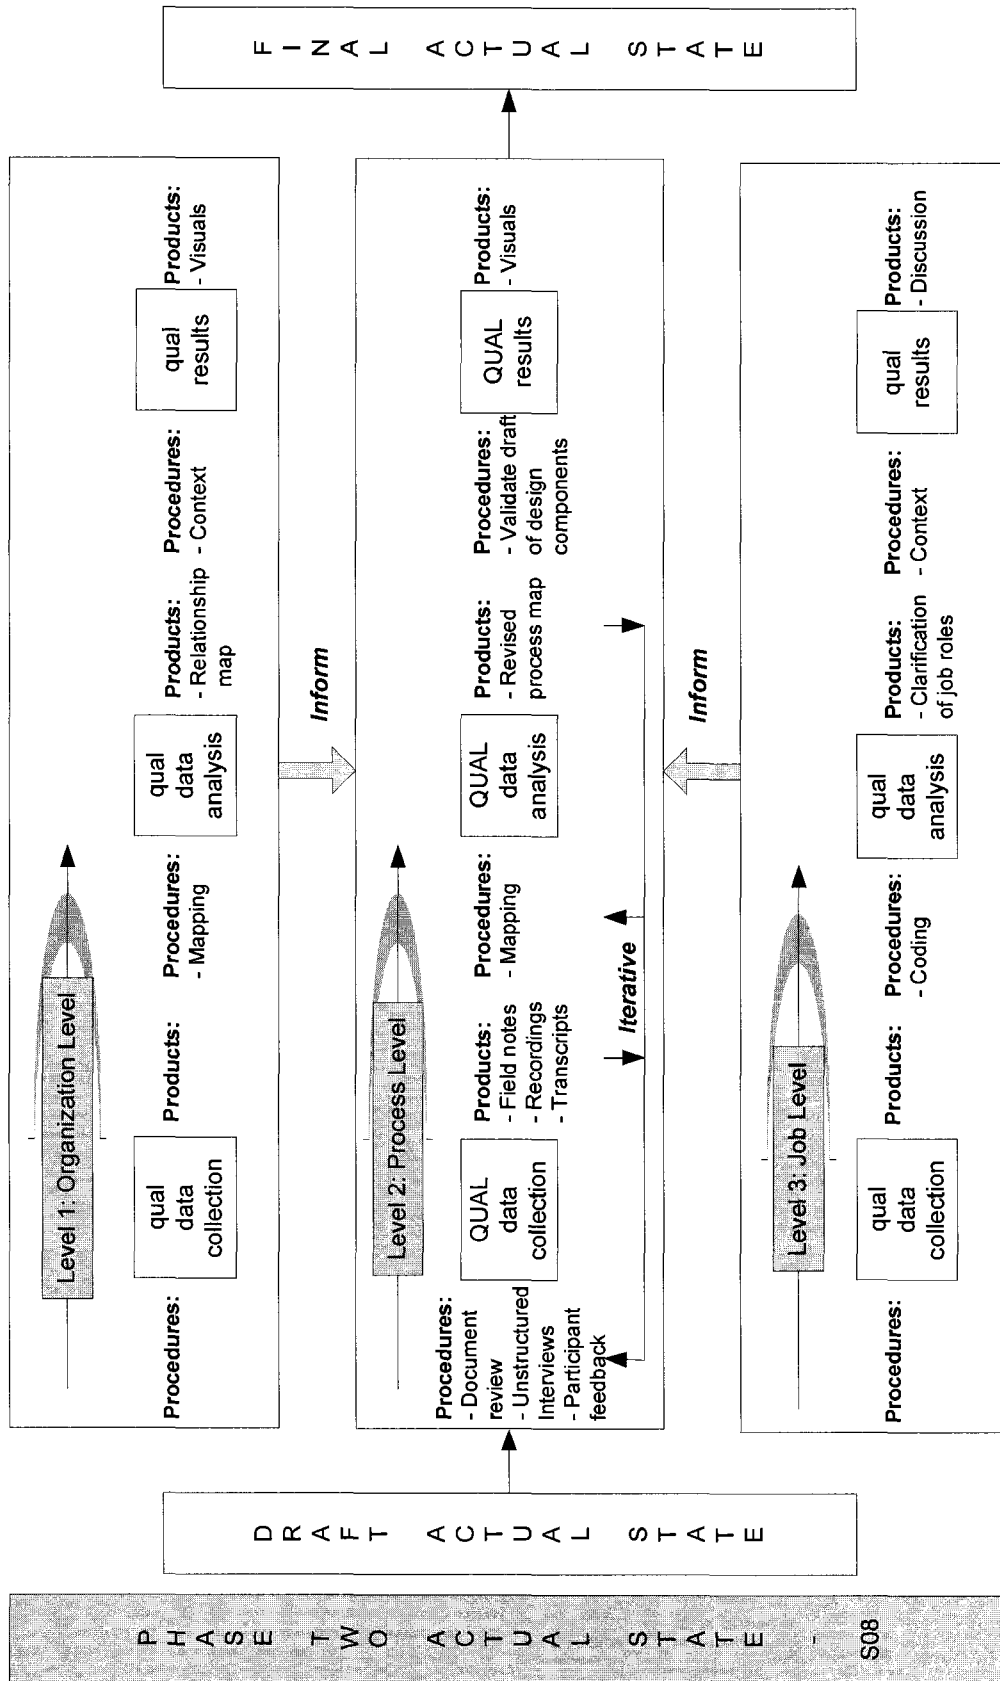 PHASE TWO ACTUAL STATE - S08
DRAFT ACTUAL STATE
Level 1: Organization Level
Procedures:
qual
data
collection
Products:
Procedures:
- Mapping
qual
data
analysis
Products:
- Relationship
map
Procedures:
- Context
qual
results
Products:
- Visuals
Inform
Level 2: Process Level
Procedures:
- Document
review
- Unstructured
Interviews
- Participant
feedback
QUAL
data
collection
Products:
- Field notes
- Recordings
- Transcripts
Procedures:
- Mapping
QUAL
data
analysis
Products:
- Revised
process map
Procedures:
- Validate draft
of design
components
QUAL
results
Products:
- Visuals
Iterative
Inform
Level 3: Job Level
Procedures:
qual
data
collection
Products:
Procedures:
- Coding
qual
data
analysis
Products:
- Clarification
of job roles
Procedures:
- Context
qual
results
Products:
- Discussion
FINAL ACTUAL STATE